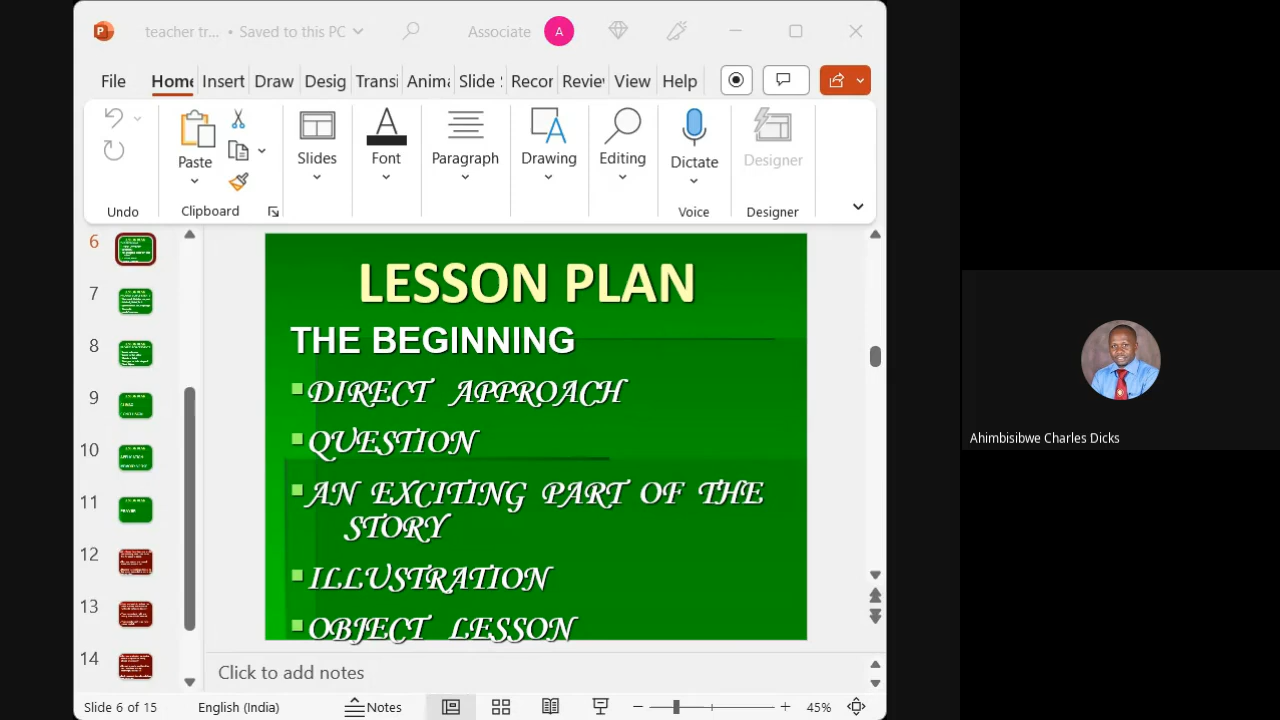 teacher tr... • Saved to this PC
Associate
A
File Home Insert Draw Desig Transi Anima Slide Recor Review View Help
Paste
Slides
Font
Paragraph
Drawing
Editing
Dictate
Designer
Undo
Clipboard
Voice
Designer
6
7
8
9
10
11
12
13
14
LESSON PLAN
THE BEGINNING
DIRECT APPROACH
QUESTION
AN EXCITING PART OF THE
STORY
ILLUSTRATION
OBJECT LESSON
Click to add notes
Slide 6 of 15 English (India) Notes 45%
Ahimbisibwe Charles Dicks